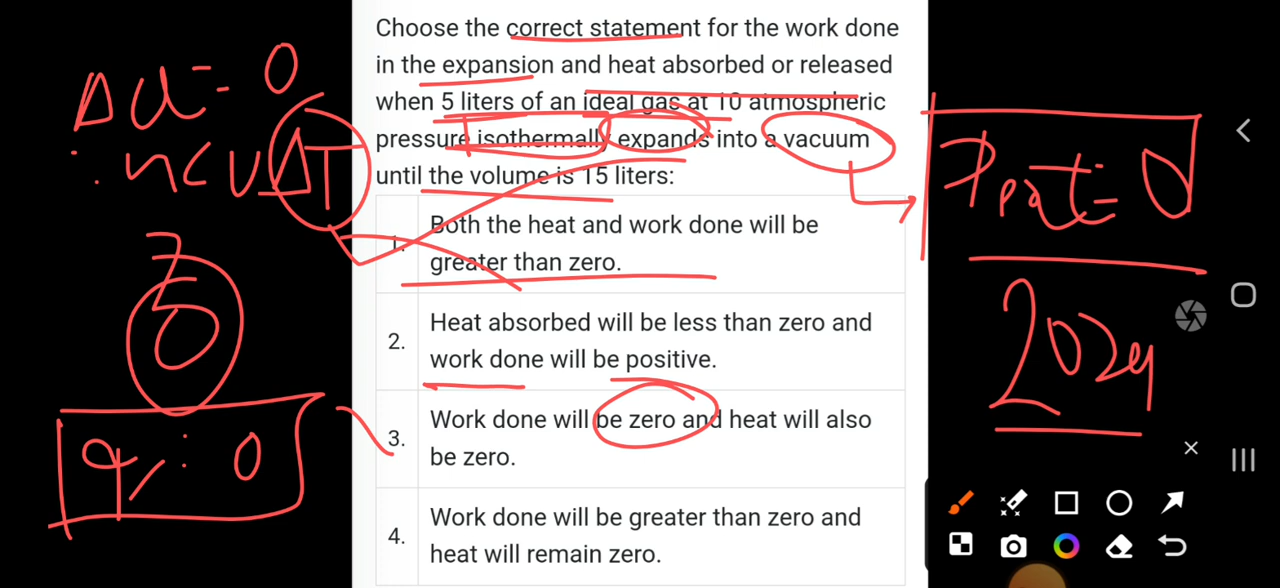 Choose the correct statement for the work done
in the expansion and heat absorbed or released
when 5 liters of an ideal gas at 10 atmospheric
pressure isothermally expands into a vacuum
until the volume is 15 liters:
1. Both the heat and work done will be
greater than zero.
2. Heat absorbed will be less than zero and
work done will be positive.
3. Work done will be zero and heat will also
be zero.
4. Work done will be greater than zero and
heat will remain zero.
ΔU = 0
: nCvΔT
q = 0
= 0
2024